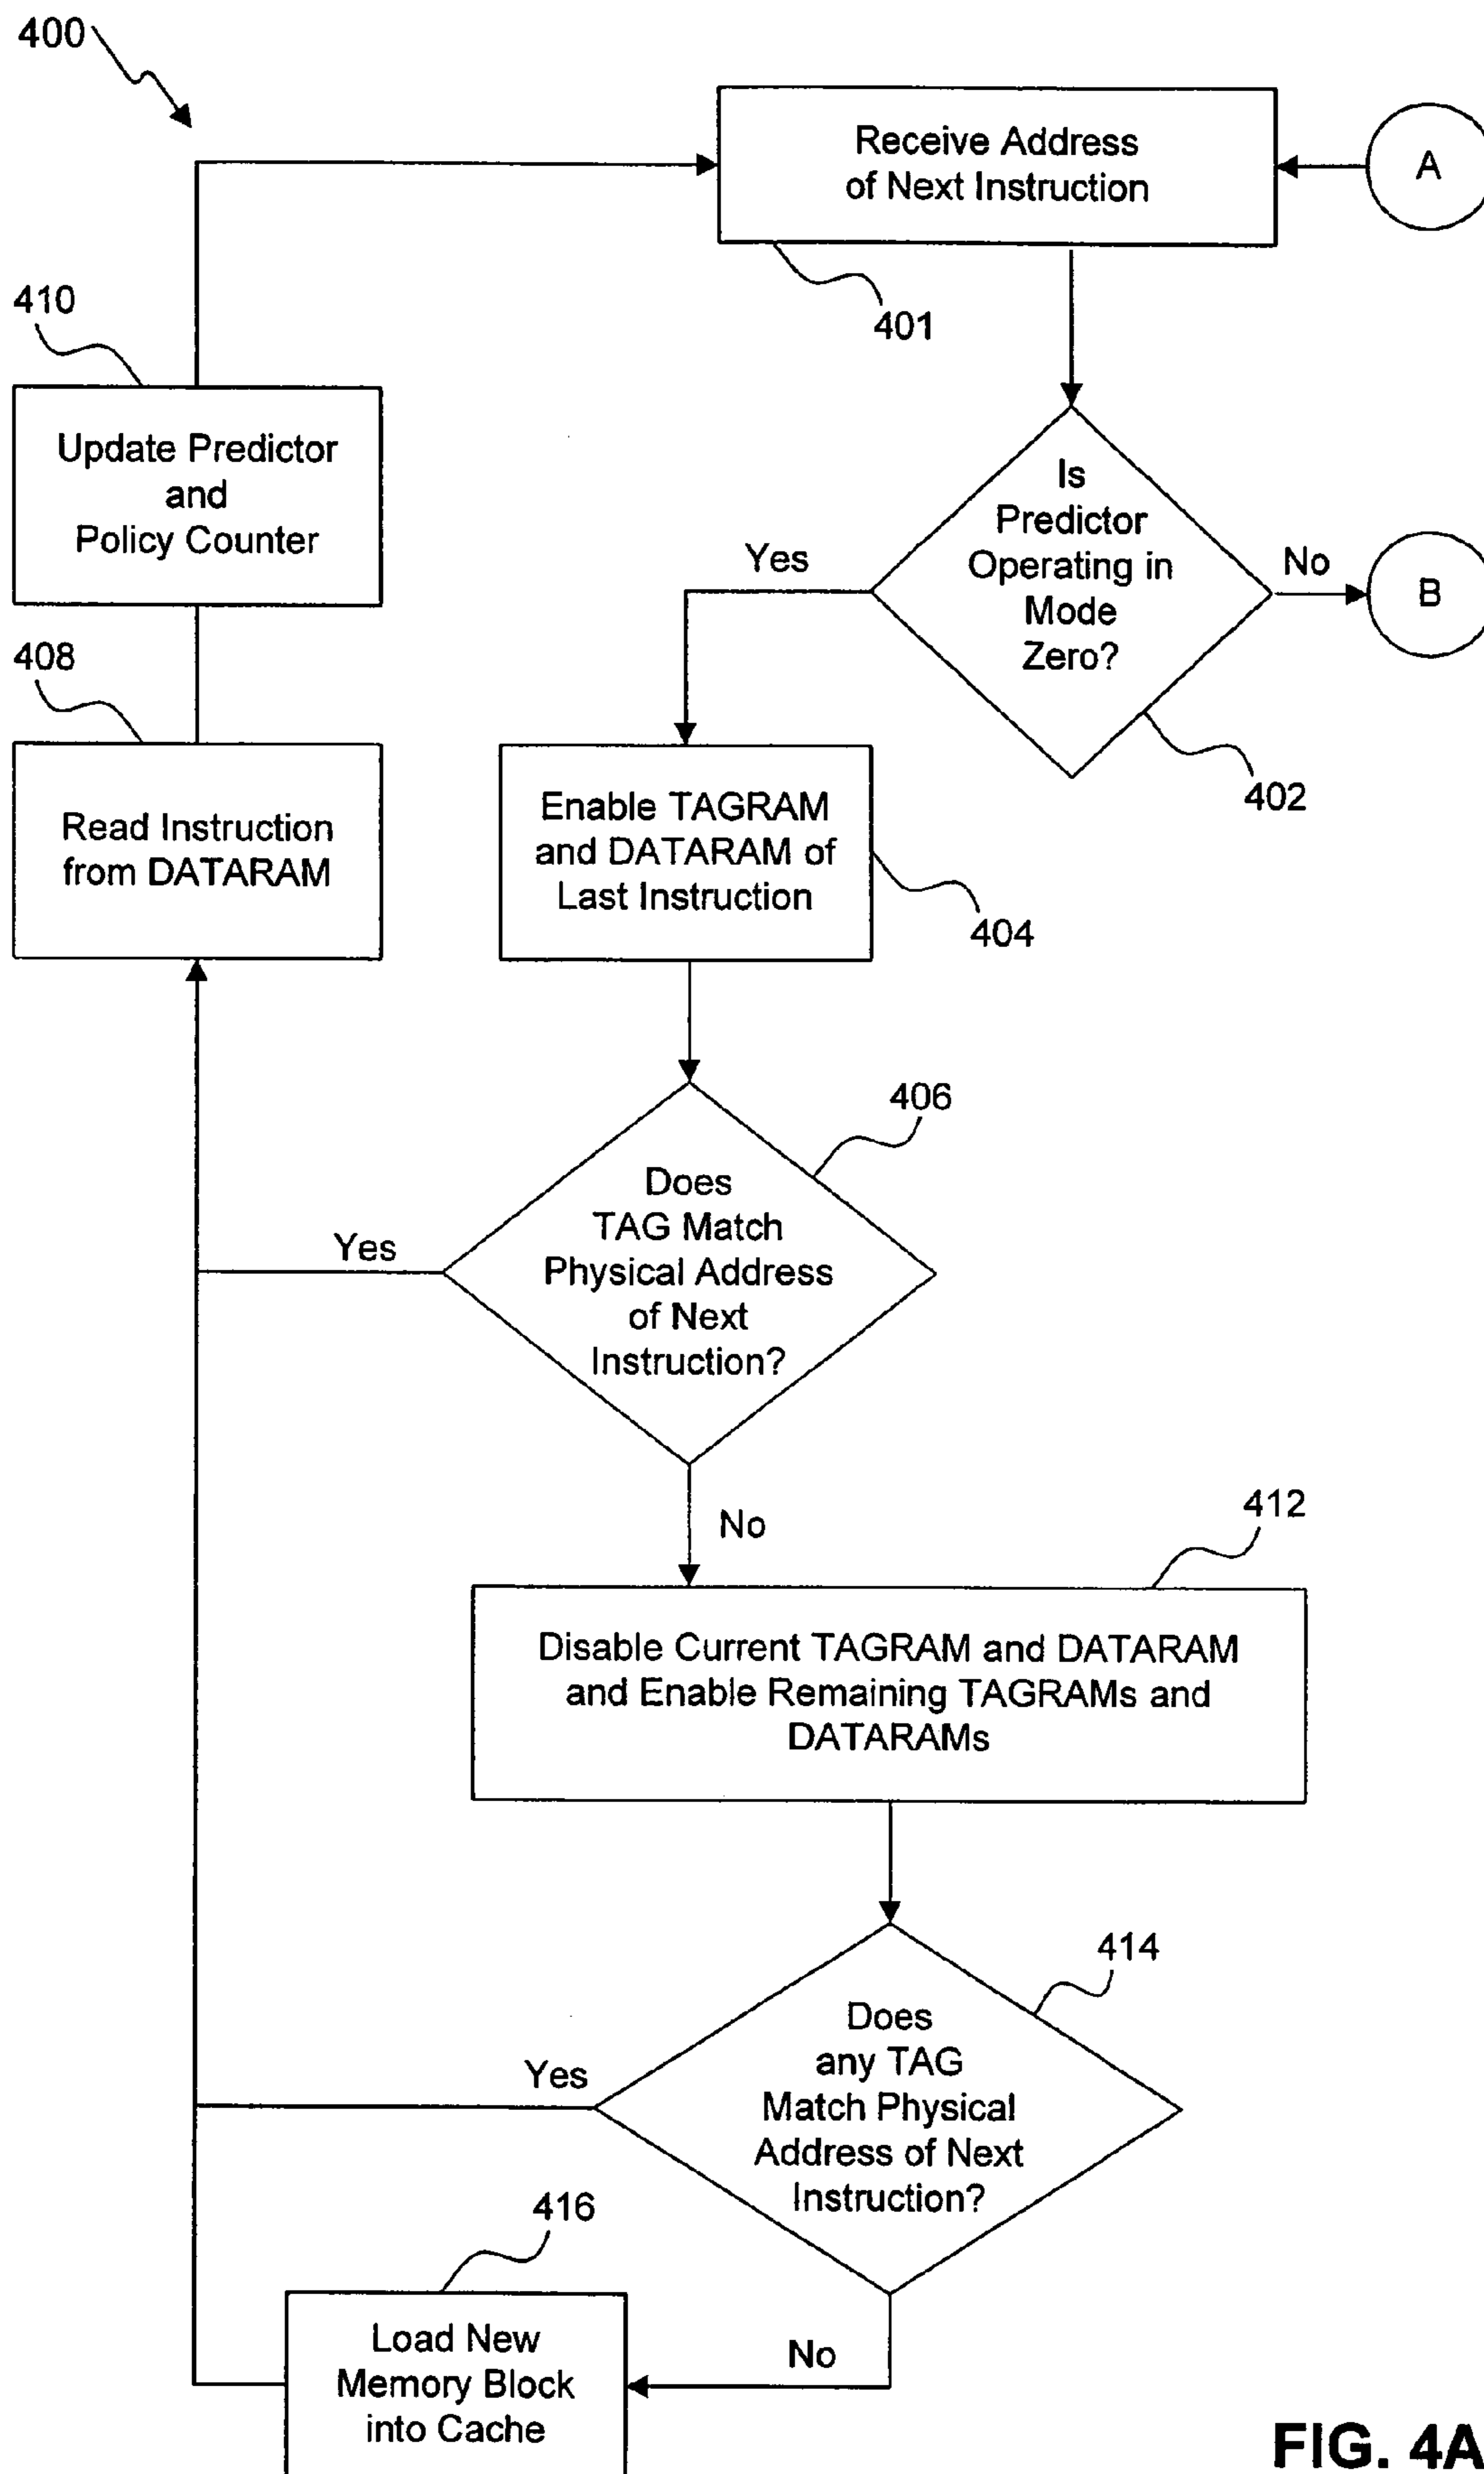 400
Receive Address
of Next Instruction
A
401
410
Update Predictor
and
Policy Counter
Is
Predictor
Operating in
Mode
Zero?
Yes
No
B
402
408
Read Instruction
from DATARAM
Enable TAGRAM
and DATARAM of
Last Instruction
404
406
Does
TAG Match
Physical Address
of Next
Instruction?
Yes
No
412
Disable Current TAGRAM and DATARAM
and Enable Remaining TAGRAMs and
DATARAMs
414
Does
any TAG
Match Physical
Address of Next
Instruction?
Yes
No
416
Load New
Memory Block
into Cache
FIG. 4A